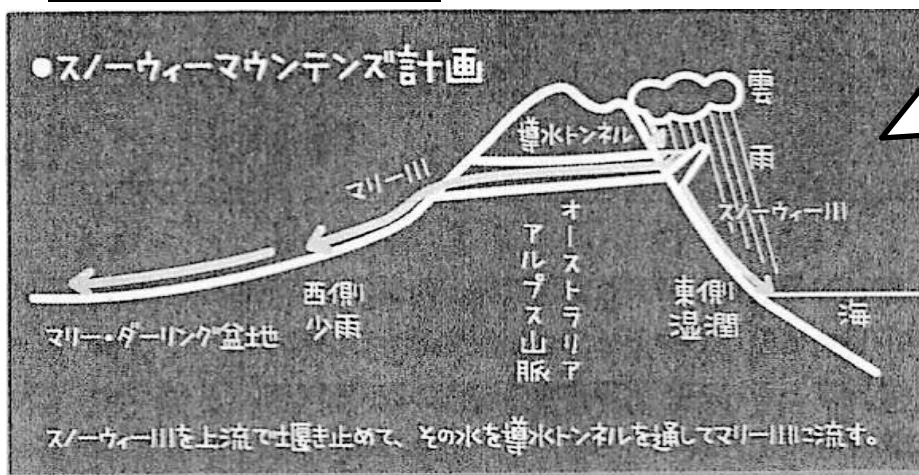 ●スノーウィーマウンテンズ計画
雲
雨
導水トンネル
マリー川
スノーウィー川
オーストラリア
アルプス山脈
西側
少雨
東側
湿潤
海
マリー・ダーリング盆地
スノーウィー川を上流で堰き止めて、その水を導水トンネルを通してマリー川に流す。